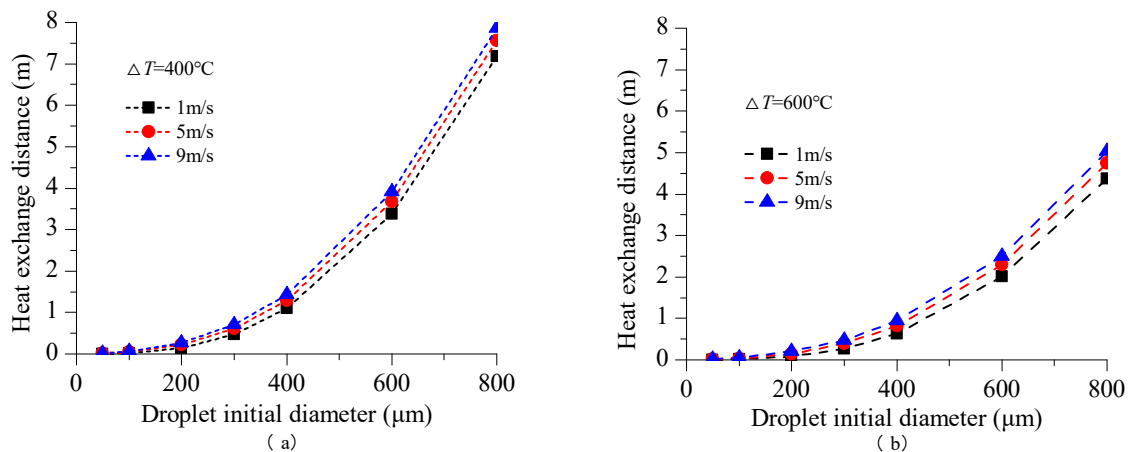 8
7
6
5
4
3
2
1
0
Heat exchange distance (m)
△T=400℃
1m/s
5m/s
9m/s
0 200 400 600 800
Droplet initial diameter (μm)
（a）
8
7
6
5
4
3
2
1
0
Heat exchange distance (m)
△T=600℃
1m/s
5m/s
9m/s
0 200 400 600 800
Droplet initial diameter (μm)
（b）